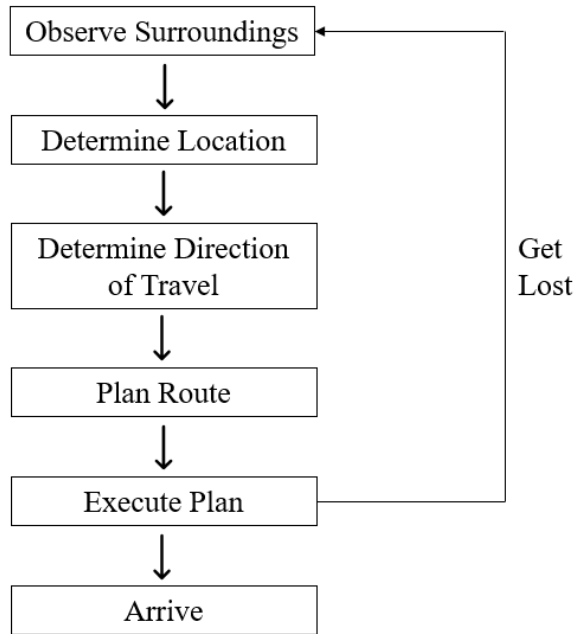 Observe Surroundings
Determine Location
Determine Direction
of Travel
Get
Lost
Plan Route
Execute Plan
Arrive